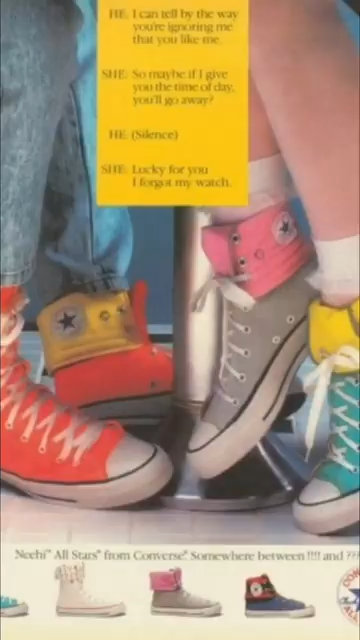 HE: I can tell by the way
you're ignoring me
that you like me.
SHE: So maybe if I give
you the time of day,
you'll go away?
HE: (Silence)
SHE: Lucky for you
I forgot my watch.
Neehi™ All Stars® from Converse®. Somewhere between !!!! and ???